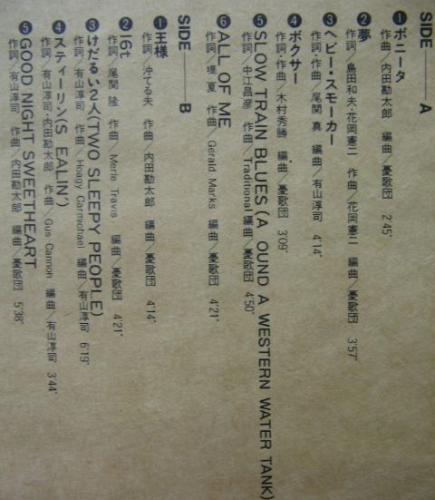 SIDE — A
❶ボニータ
作曲／内田勘太郎 編曲／憂歌団 2'45"
❷夢
作詞／島田和夫・花岡憲二 作曲／花岡憲二 3'57"
❸ヘビー・スモーカー
作詞・作曲／尾関真 編曲／有山淳司 4'14"
❹ボクサー
作詞・作曲／木村秀勝 編曲／憂歌団 3'09"
❺SLOW TRAIN BLUES (A OUND A WESTERN WATER TANK)
作詞／中江昌彦 作曲／Traditional 編曲／憂歌団 4'50"
❻ALL OF ME
作詞／夏 作曲／Gerald Marks 編曲／憂歌団 4'21"
SIDE — B
❶王様
作詞／沖てる夫 作曲／内田勘太郎 編曲／憂歌団 4'14"
❷16t
作詞／尾関隆 作曲／Merle Travis 編曲／憂歌団 4'21"
❸けだるい2人(TWO SLEEPY PEOPLE)
作詞／有山淳司 作曲／Hoagy Carmichael 編曲／有山淳司 6'19"
❹スティーリン(S EALIN')
作詞／有山淳司・内田勘太郎 作曲／Gus Cannon 編曲／有山淳司 3'44"
❺GOOD NIGHT SWEETHEART
作詞／有山淳司 作曲／内田勘太郎 編曲／憂歌団 5'38"